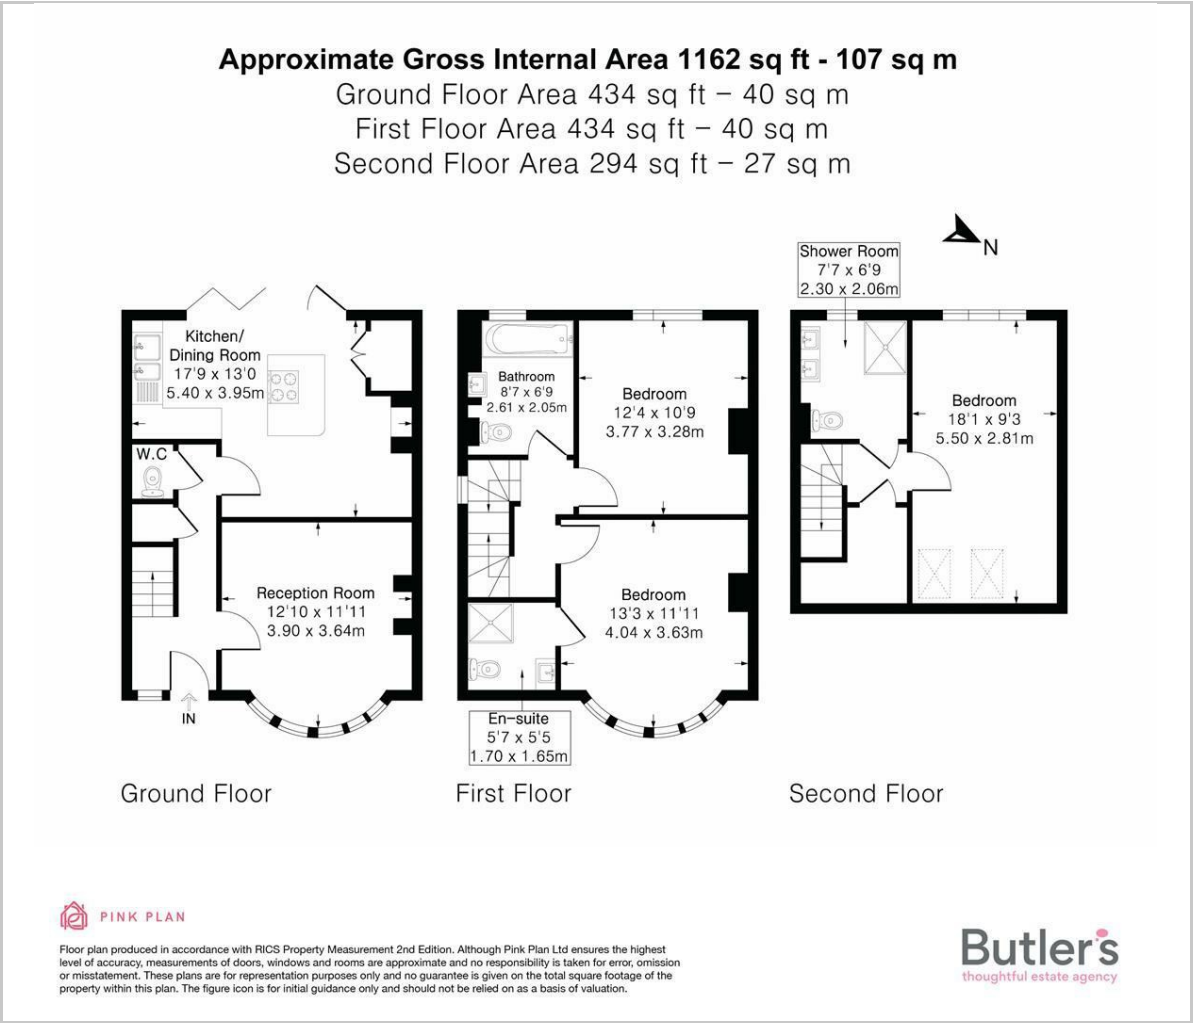 Approximate Gross Internal Area 1162 sq ft - 107 sq m
Ground Floor Area 434 sq ft – 40 sq m
First Floor Area 434 sq ft – 40 sq m
Second Floor Area 294 sq ft – 27 sq m
N
Kitchen/
Dining Room
17'9 x 13'0
5.40 x 3.95m
W.C
Reception Room
12'10 x 11'11
3.90 x 3.64m
IN
Ground Floor
Bathroom
8'7 x 6'9
2.61 x 2.05m
Bedroom
12'4 x 10'9
3.77 x 3.28m
Bedroom
13'3 x 11'11
4.04 x 3.63m
En-suite
5'7 x 5'5
1.70 x 1.65m
First Floor
Shower Room
7'7 x 6'9
2.30 x 2.06m
Bedroom
18'1 x 9'3
5.50 x 2.81m
Second Floor
PINK PLAN
Floor plan produced in accordance with RICS Property Measurement 2nd Edition. Although Pink Plan Ltd ensures the highest
level of accuracy, measurements of doors, windows and rooms are approximate and no responsibility is taken for error, omission
or misstatement. These plans are for representation purposes only and no guarantee is given on the total square footage of the
property within this plan. The figure icon is for initial guidance only and should not be relied on as a basis of valuation.
Butler's
thoughtful estate agency